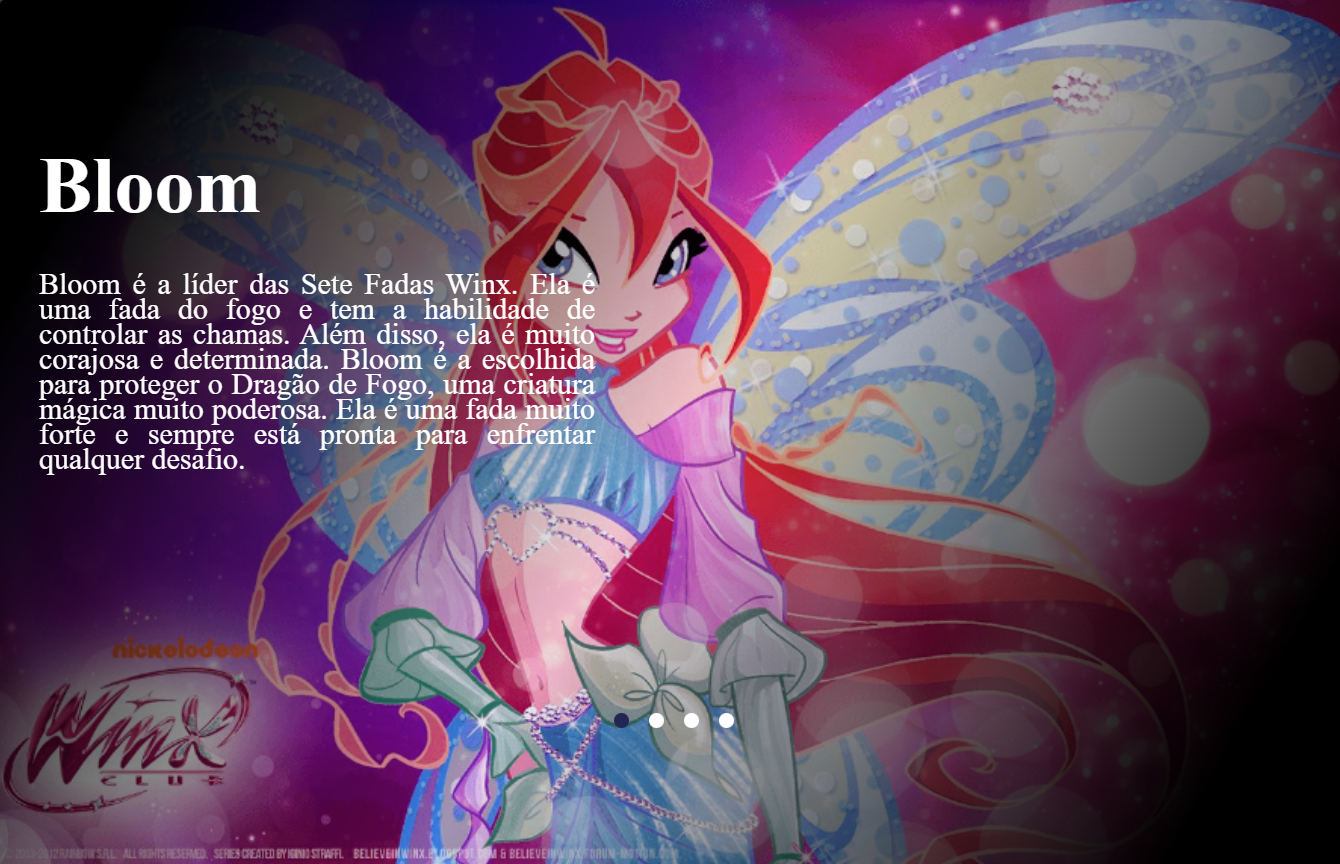 Bloom
Bloom é a líder das Sete Fadas Winx. Ela é
uma fada do fogo e tem a habilidade de
controlar as chamas. Além disso, ela é muito
corajosa e determinada. Bloom é a escolhida
para proteger o Dragão de Fogo, uma criatura
mágica muito poderosa. Ela é uma fada muito
forte e sempre está pronta para enfrentar
qualquer desafio.
nickelodeon
Winx
CLUB
RAINBOW S.R.L. ALL RIGHTS RESERVED. SERIES CREATED BY IGINIO STRAFFI. BELIEVEINWINX.BLOGSPOT.COM & BELIEVEINWINX.FORUM-MOTION.COM